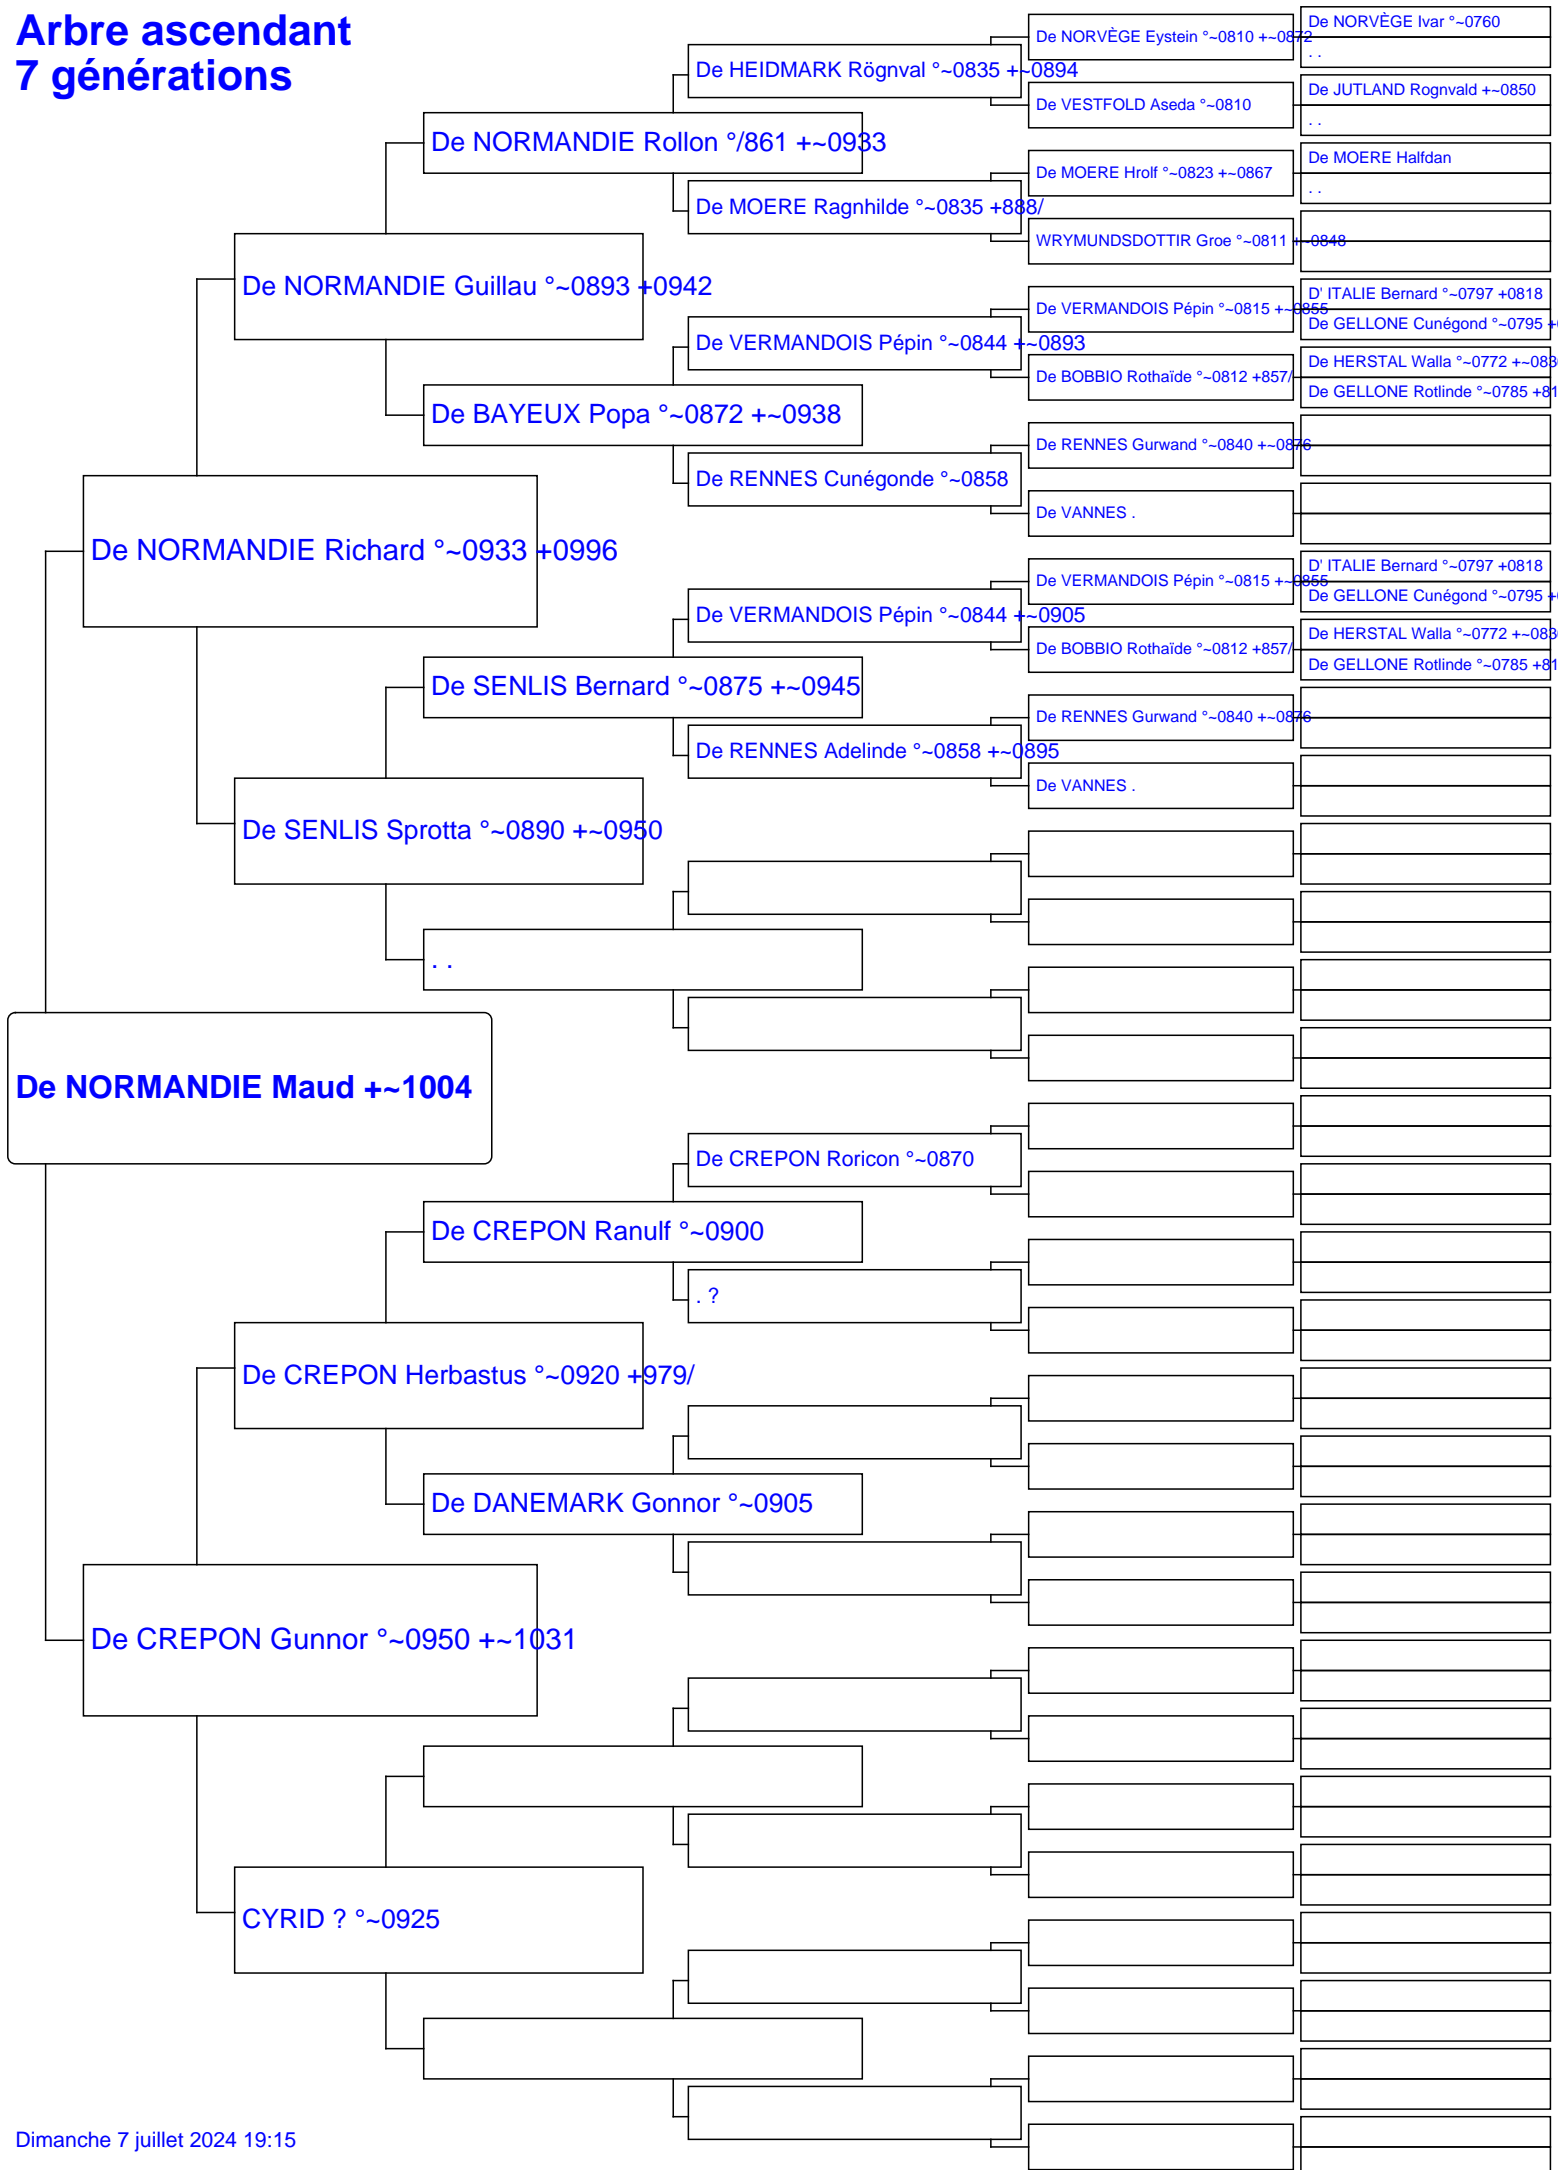 Arbre ascendant
7 générations
De NORMANDIE Maud +~1004
De NORMANDIE Richard °~0933 +0996
De CREPON Gunnor °~0950 +~1031
De NORMANDIE Guillau °~0893 +0942
De SENLIS Sprotta °~0890 +~0950
De CREPON Herbastus °~0920 +979/
CYRID ? °~0925
De NORMANDIE Rollon °/861 +~0933
De BAYEUX Popa °~0872 +~0938
De SENLIS Bernard °~0875 +~0945
. .
De CREPON Ranulf °~0900
De DANEMARK Gonnor °~0905
De HEIDMARK Rögnval °~0835 +~0894
De MOERE Ragnhilde °~0835 +888/
De VERMANDOIS Pépin °~0844 +~0893
De RENNES Cunégonde °~0858
De VERMANDOIS Pépin °~0844 +~0905
De RENNES Adelinde °~0858 +~0895
De CREPON Roricon °~0870
. ?
De NORVÈGE Eystein °~0810 +~0872
De VESTFOLD Aseda °~0810
De MOERE Hrolf °~0823 +~0867
WRYMUNDSDOTTIR Groe °~0811 +~0848
De VERMANDOIS Pépin °~0815 +~0855
De BOBBIO Rothaïde °~0812 +857/
De RENNES Gurwand °~0840 +~0876
De VANNES .
De VERMANDOIS Pépin °~0815 +~0855
De BOBBIO Rothaïde °~0812 +857/
De RENNES Gurwand °~0840 +~0876
De VANNES .
De NORVÈGE Ivar °~0760
. .
De JUTLAND Rognvald +~0850
. .
De MOERE Halfdan
. .
D' ITALIE Bernard °~0797 +0818
De GELLONE Cunégond °~0795
De HERSTAL Walla °~0772
De GELLONE Rotlinde °~0785
D' ITALIE Bernard °~0797 +0818
De GELLONE Cunégond °~0795
De HERSTAL Walla °~0772
De GELLONE Rotlinde °~0785
Dimanche 7 juillet 2024 19:15